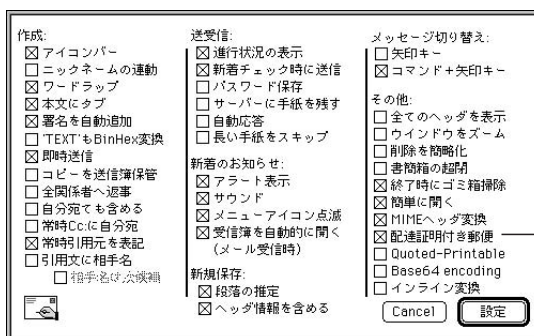 作成:
アイコンバー
ニックネームの連動
ワードラップ
本文にタブ
署名を自動追加
'TEXT'もBinHex変換
即時送信
コピーを送信簿保管
全関係者へ返事
自分宛ても含める
常時Cc:に自分宛
常時引用元を表記
引用文に相手名
相手名は次候補
送受信:
進行状況の表示
新着チェック時に送信
パスワード保存
サーバーに手紙を残す
自動応答
長い手紙をスキップ
新着のお知らせ:
アラート表示
サウンド
メニューアイコン点滅
受信簿を自動的に開く
(メール受信時)
新規保存:
段落の推定
ヘッダ情報を含める
メッセージ切り替え:
矢印キー
コマンド+矢印キー
その他:
全てのヘッダを表示
ウインドウをズーム
削除を簡略化
書簡箱の超閉
終了時にゴミ箱掃除
簡単に開く
MIMEヘッダ変換
配達証明付き郵便
Quoted-Printable
Base64 encoding
インライン変換
Cancel
設定